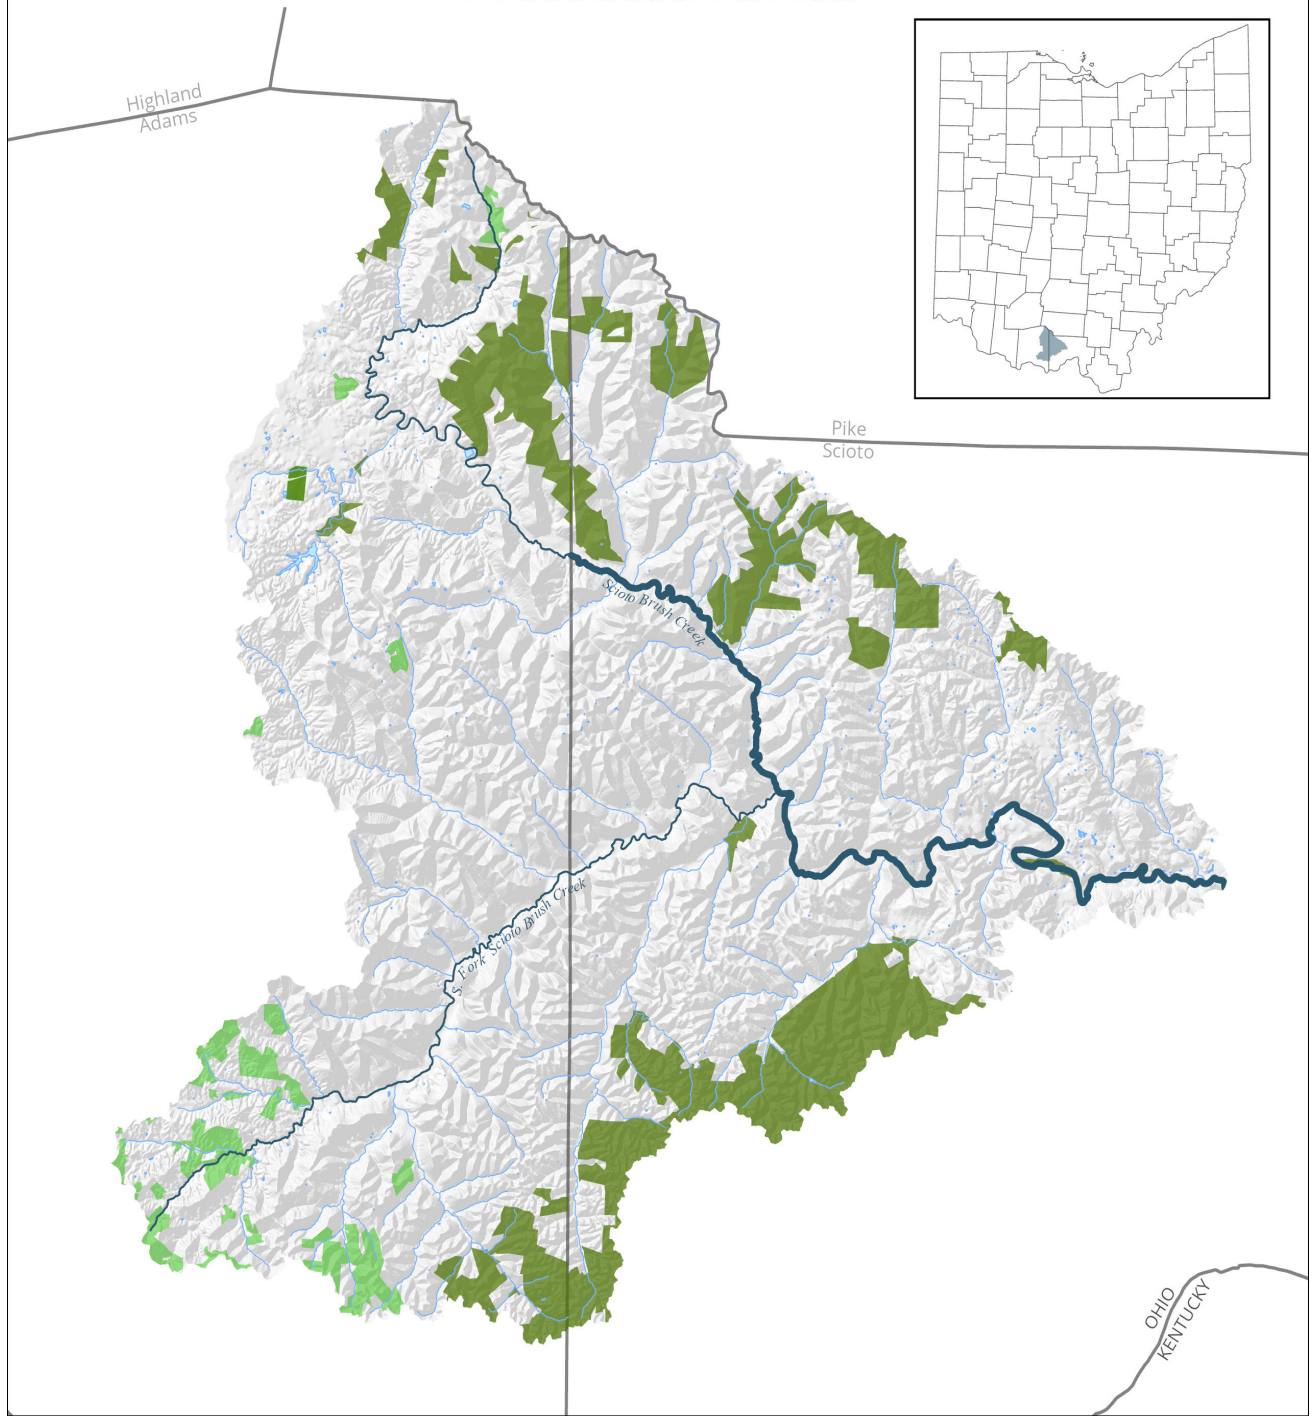 Highland
Adams
Pike
Scioto
Scioto Brush Creek
S. Fork Scioto Brush Creek
OHIO
KENTUCKY